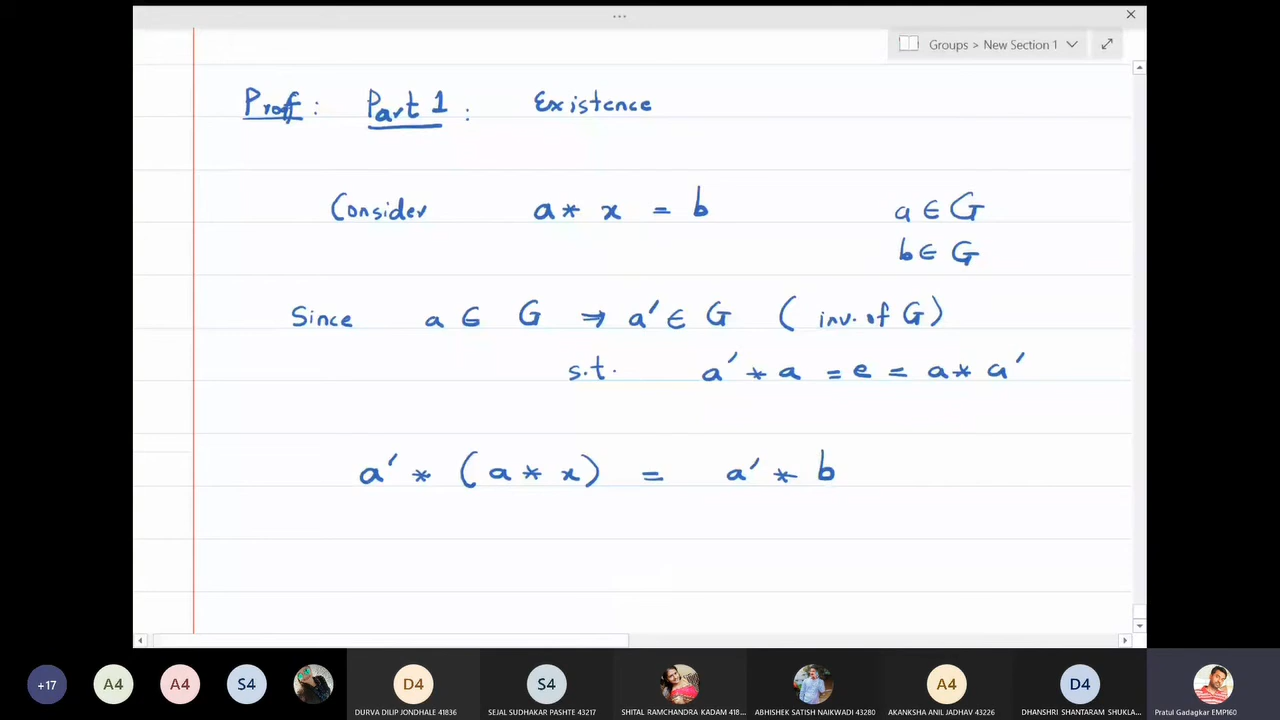 ...
Groups > New Section 1
Proof : Part 1 : Existence
Consider a * x = b a ∈ G
b ∈ G
Since a ∈ G ⇒ a′ ∈ G ( inv. of G )
s.t. a′ * a = e = a * a′
a′ * ( a * x ) = a′ * b
+17 A4 A4 S4 D4 S4 A4 D4
DURVA DILIP JONDHALE 41836 SEJAL SUDHAKAR PASHTE 43217 SHITAL RAMCHANDRA KADAM 418... ABHISHEK SATISH NAIKWADI 43280 AKANKSHA ANIL JADHAV 43226 DHANSHRI SHANTARAM SHUKLA... Pratul Gadagkar EMP160